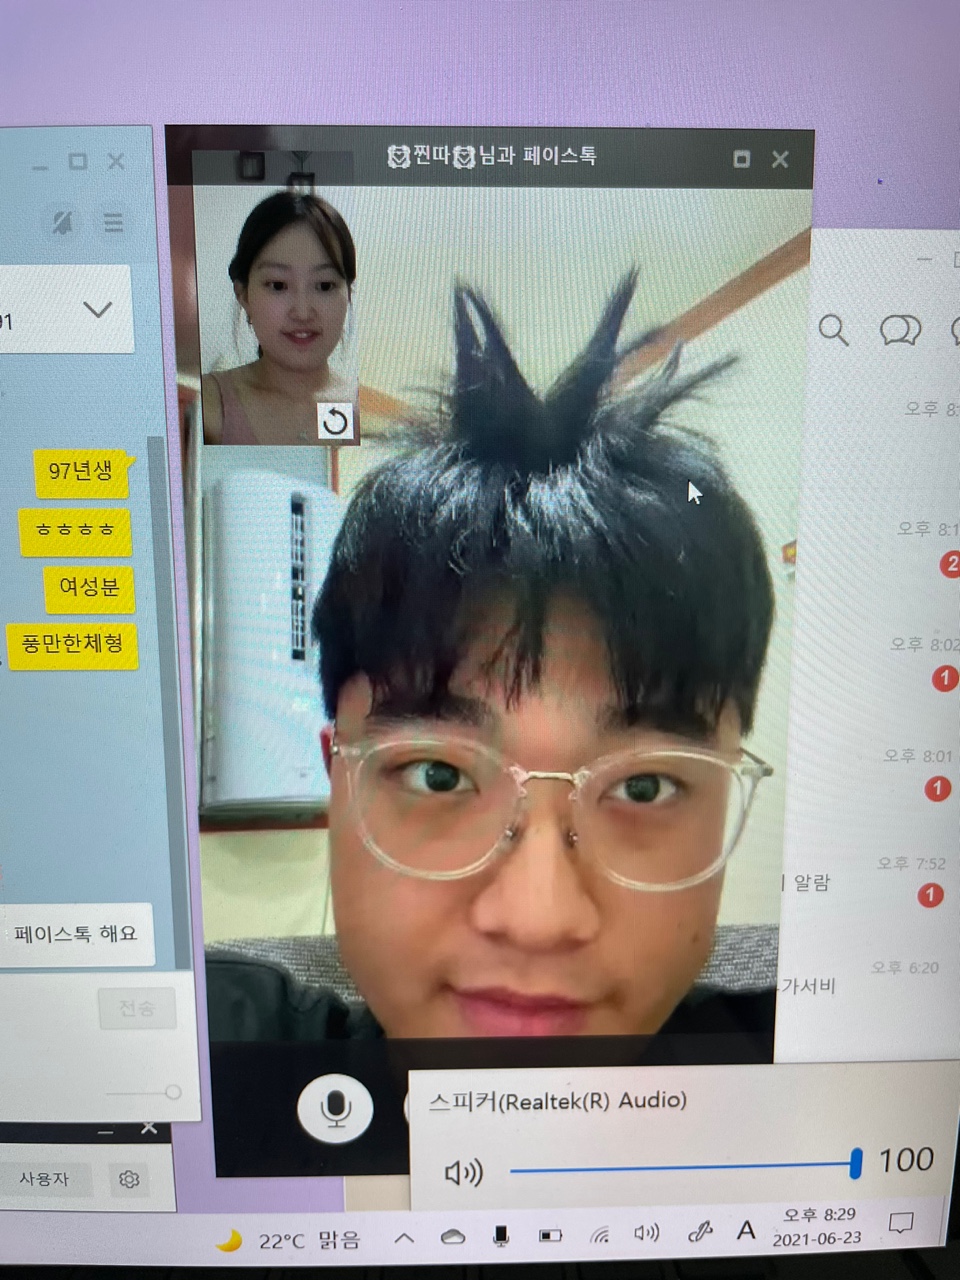 찐따님과 페이스톡
91
97년생
ㅎㅎㅎㅎ
여성분
풍만한체형
페이스톡 해요
전송
사용자
오후 8:
오후 8:1
2
오후 8:02
1
오후 8:01
1
오후 7:52
알람
1
오후 6:20
가서비
스피커(Realtek(R) Audio)
100
22°C 맑음
A
오후 8:29
2021-06-23